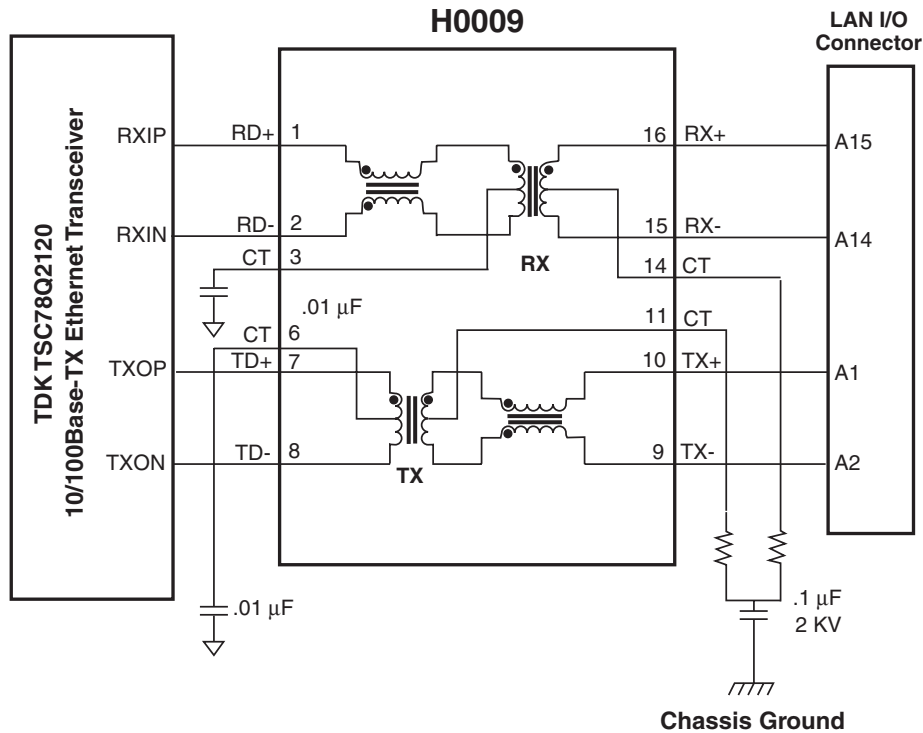 H0009
LAN I/O
Connector
TDK TSC78Q2120
10/100Base-TX Ethernet Transceiver
RXIP
RD+
1
16
RX+
A15
RXIN
RD-
2
15
RX-
A14
CT
3
RX
14
CT
.01 µF
11
CT
CT
6
TXOP
TD+
7
10
TX+
A1
TXON
TD-
8
TX
9
TX-
A2
.01 µF
.1 µF
2 KV
Chassis Ground